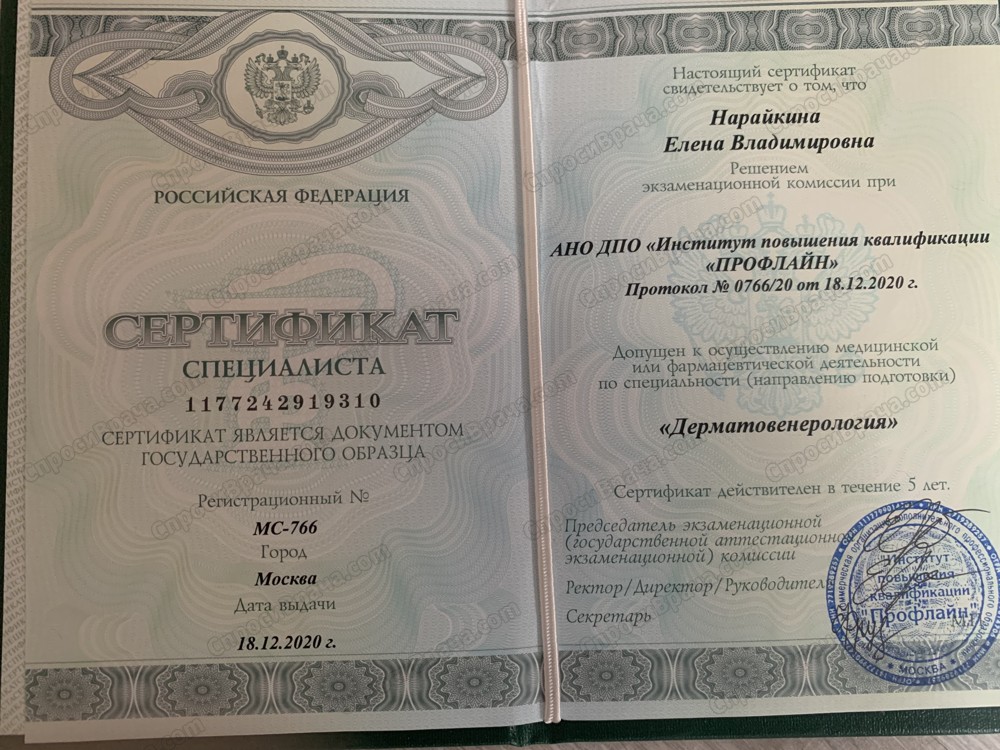 РОССИЙСКАЯ ФЕДЕРАЦИЯ
СЕРТИФИКАТ
СПЕЦИАЛИСТА
1177242919310
СЕРТИФИКАТ ЯВЛЯЕТСЯ ДОКУМЕНТОМ
ГОСУДАРСТВЕННОГО ОБРАЗЦА
Регистрационный №
МС-766
Город
Москва
Дата выдачи
18.12.2020 г.
Настоящий сертификат
свидетельствует о том, что
Нарайкина
Елена Владимировна
Решением
экзаменационной комиссии при
АНО ДПО «Институт повышения квалификации
«ПРОФЛАЙН»
Протокол № 0766/20 от 18.12.2020 г.
Допущен к осуществлению медицинской
или фармацевтической деятельности
по специальности (направлению подготовки)
«Дерматовенерология»
Сертификат действителен в течение 5 лет.
Председатель экзаменационной
(государственной аттестационной
экзаменационной) комиссии
Ректор/Директор/Руководитель
Секретарь
"Институт
повышения
квалификации
"Профлайн"
МОСКВА
СпросиВрача.com